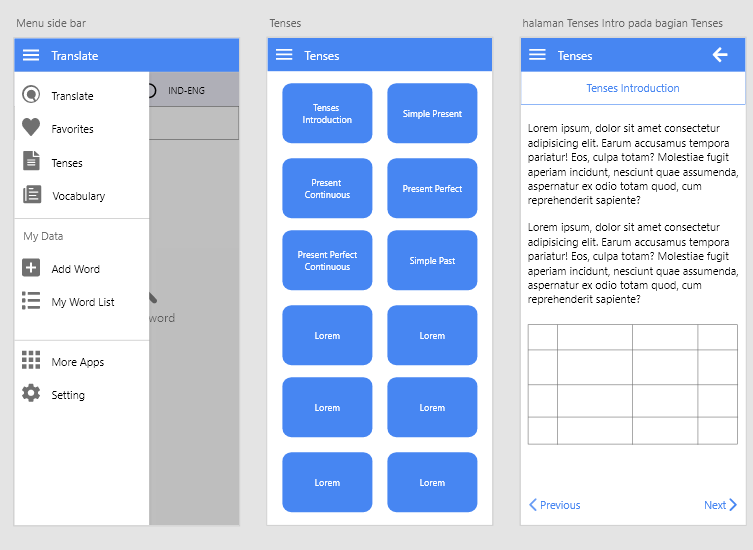 Menu side bar
Translate
IND-ENG
Translate
Favorites
Tenses
Vocabulary
My Data
Add Word
My Word List
word
More Apps
Setting
Tenses
Tenses
Tenses
Introduction
Simple Present
Present
Continuous
Present Perfect
Present Perfect
Continuous
Simple Past
Lorem
Lorem
Lorem
Lorem
Lorem
Lorem
halaman Tenses Intro pada bagian Tenses
Tenses
Tenses Introduction
Lorem ipsum, dolor sit amet consectetur
adipisicing elit. Earum accusamus tempora
pariatur! Eos, culpa totam? Molestiae fugit
aperiam incidunt, nesciunt quae assumenda,
aspernatur ex odio totam quod, cum
reprehenderit sapiente?
Lorem ipsum, dolor sit amet consectetur
adipisicing elit. Earum accusamus tempora
pariatur! Eos, culpa totam? Molestiae fugit
aperiam incidunt, nesciunt quae assumenda,
aspernatur ex odio totam quod, cum
reprehenderit sapiente?
Previous
Next